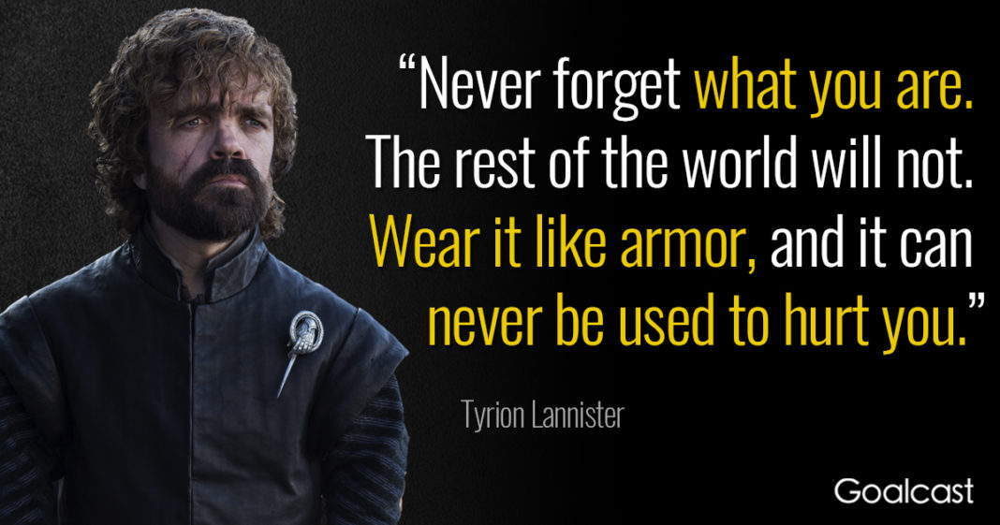 “Never forget what you are.
The rest of the world will not.
Wear it like armor, and it can
never be used to hurt you.”
Tyrion Lannister
Goalcast